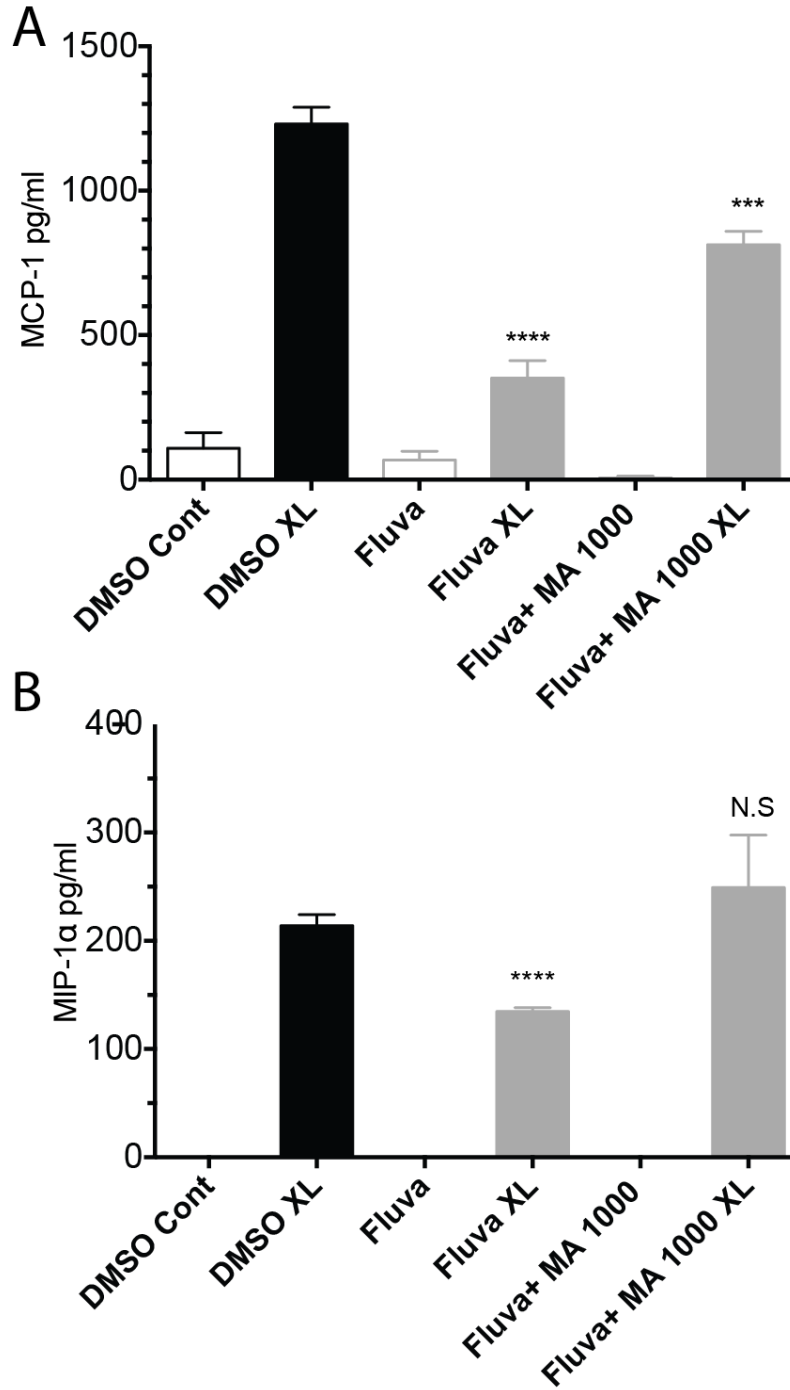 A
1500
1000
500
0
MCP-1 pg/ml
****
***
DMSO Cont
DMSO XL
Fluva
Fluva XL
Fluva+ MA 1000
Fluva+ MA 1000 XL
B
400
300
200
100
0
MIP-1α pg/ml
****
N.S
DMSO Cont
DMSO XL
Fluva
Fluva XL
Fluva+ MA 1000
Fluva+ MA 1000 XL